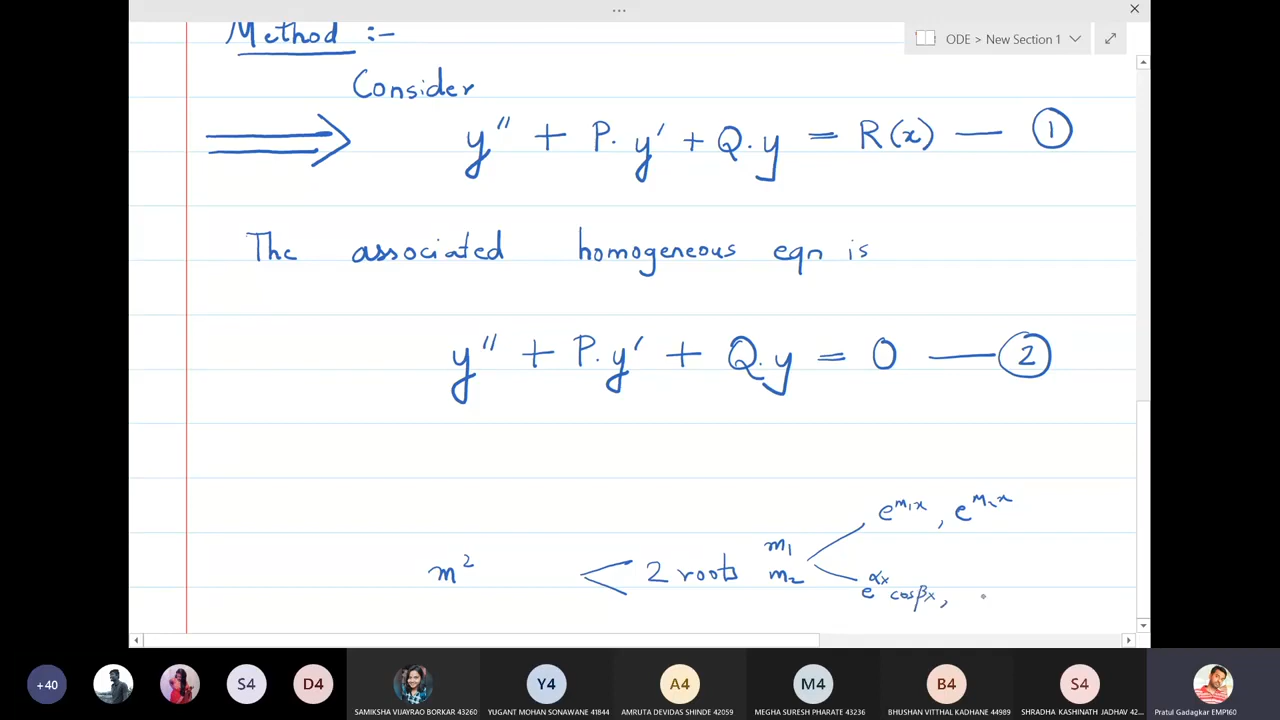 Method :-
ODE > New Section 1
Consider
y'' + P. y' + Q. y = R(x) — ①
The associated homogeneous eqn is
y'' + P. y' + Q. y = 0 — ②
e^{m₁x} , e^{m₂x}
m² < 2 roots m₁ m₂
e^{αx} cosβx,
+40
S4
D4
SAMIKSHA VIJAYRAO BORKAR 43260
Y4
YUGANT MOHAN SONAWANE 41844
A4
AMRUTA DEVIDAS SHINDE 42059
M4
MEGHA SURESH PHARATE 43236
B4
BHUSHAN VITTHAL KADHANE 44989
S4
SHRADHA KASHINATH JADHAV 42...
Pratul Gadagkar EMP160